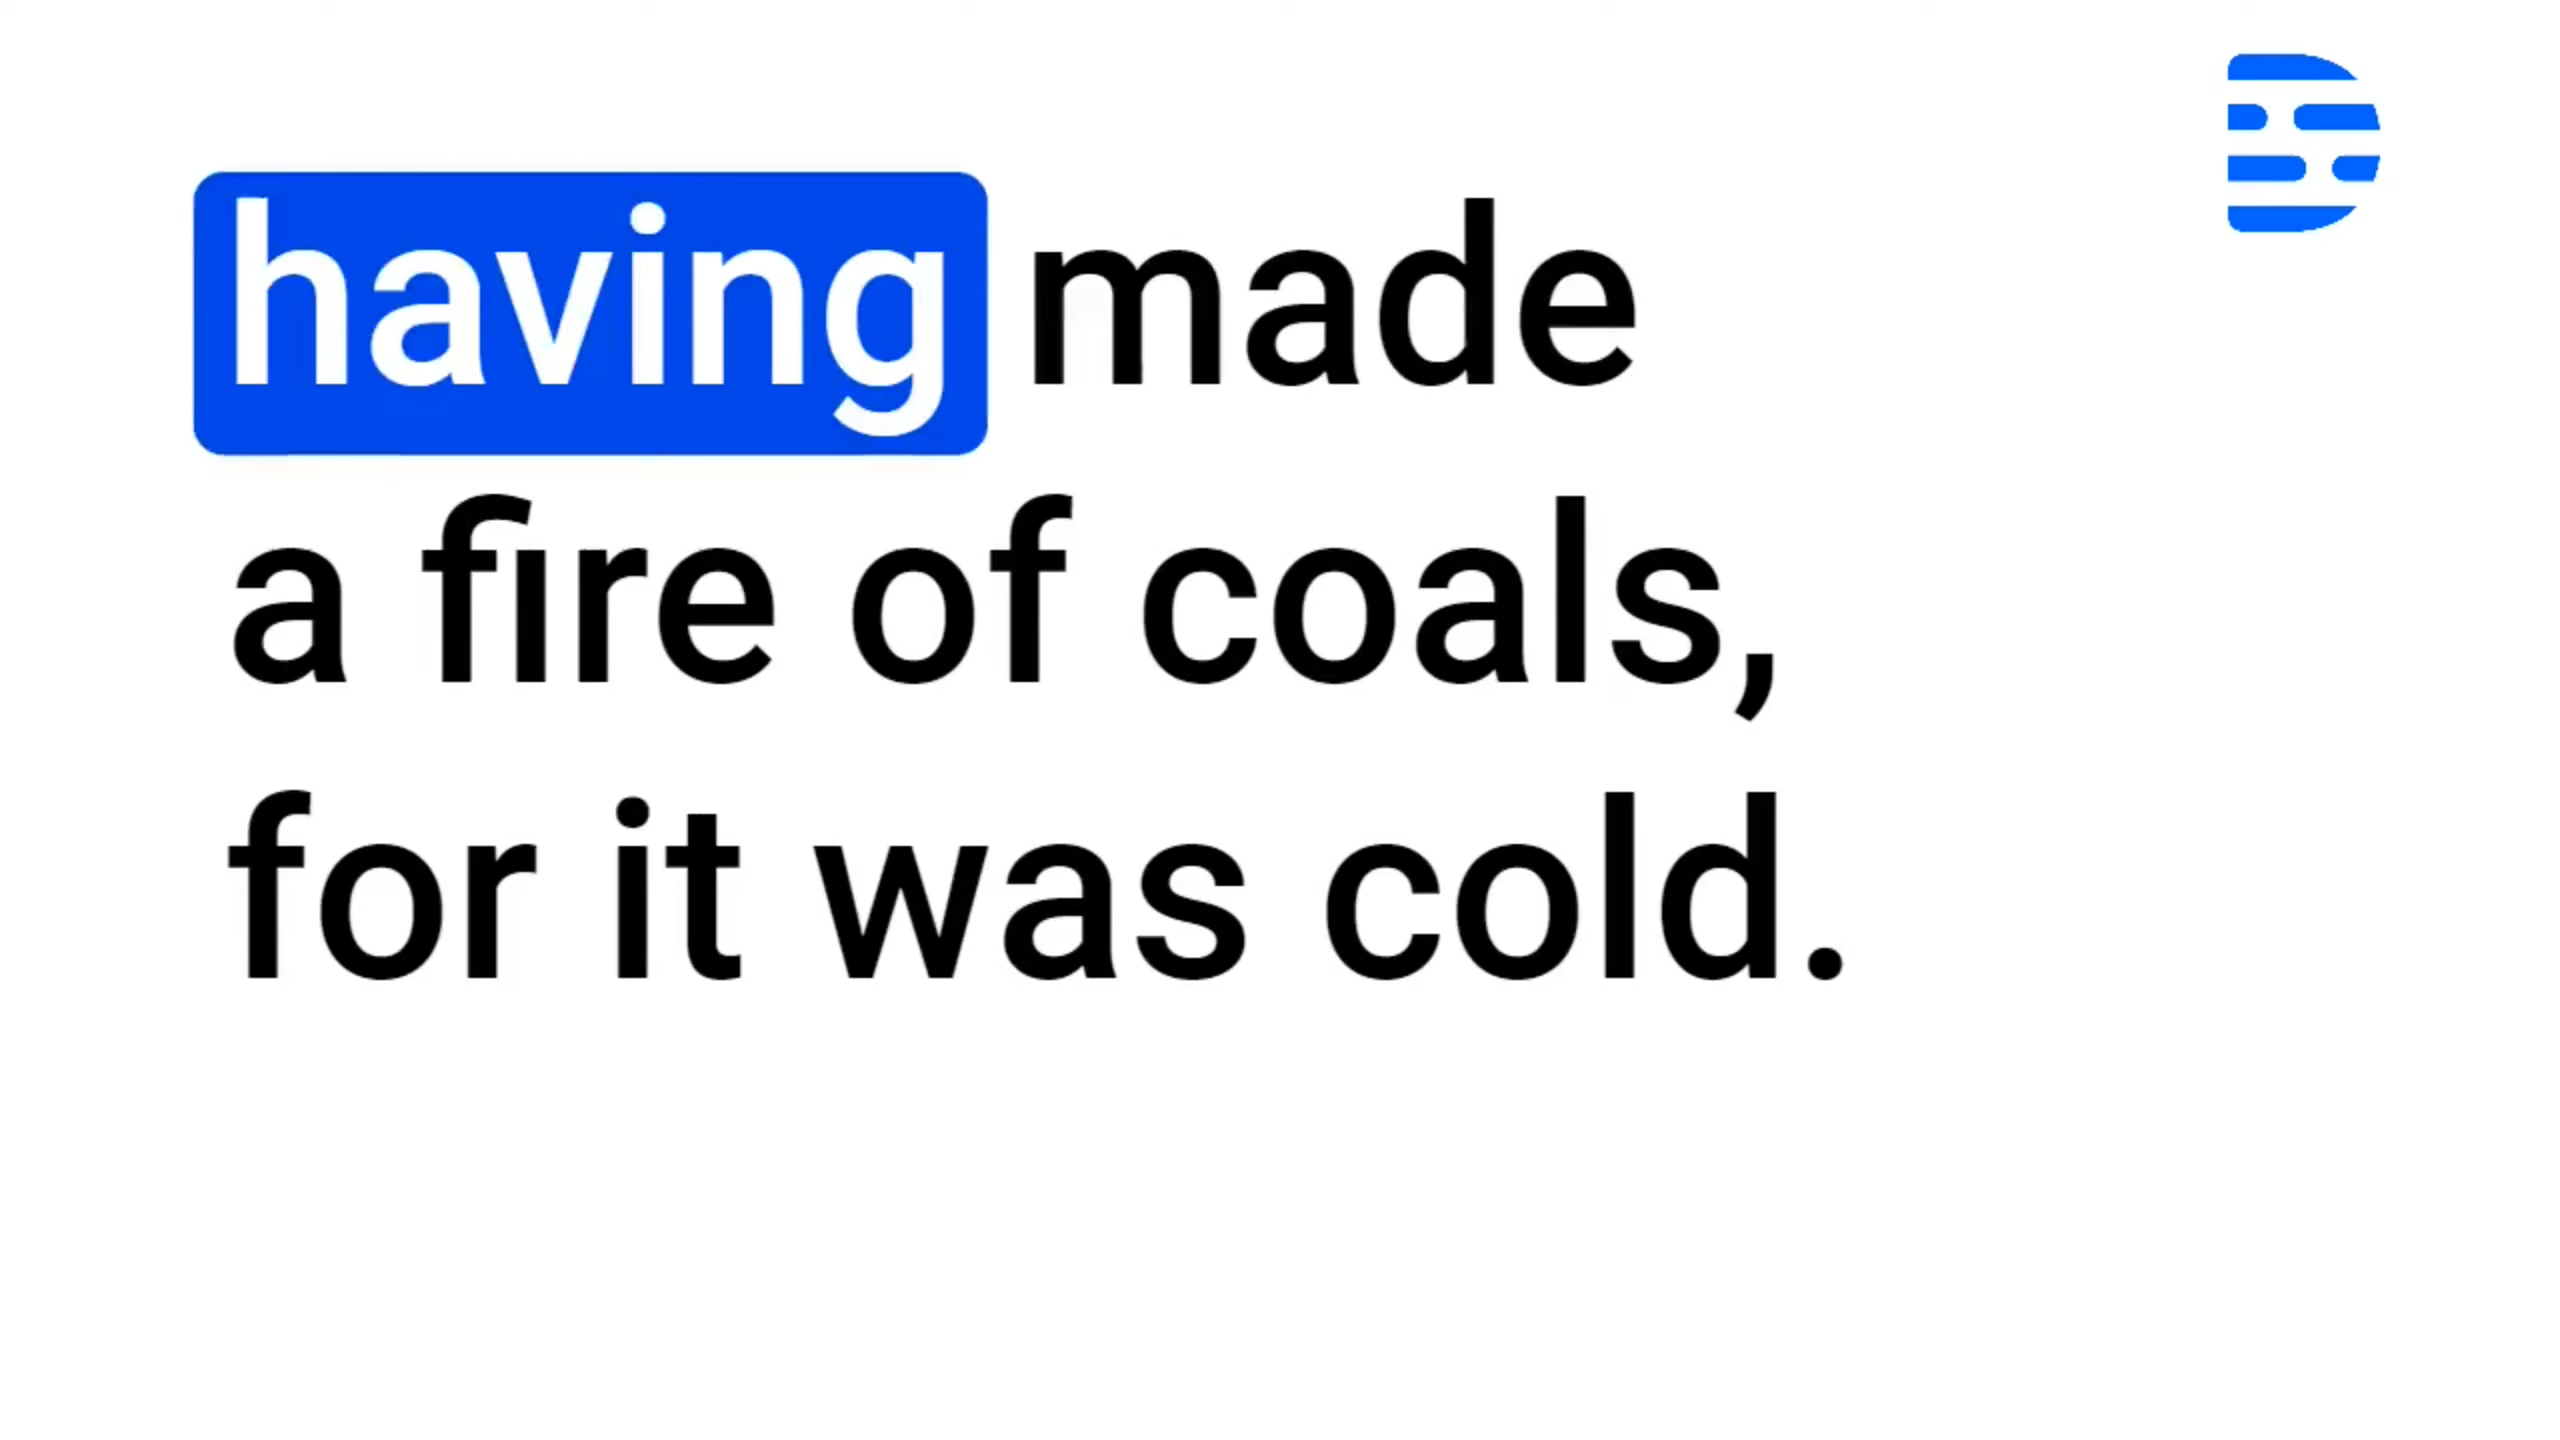 having made
a fire of coals,
for it was cold.